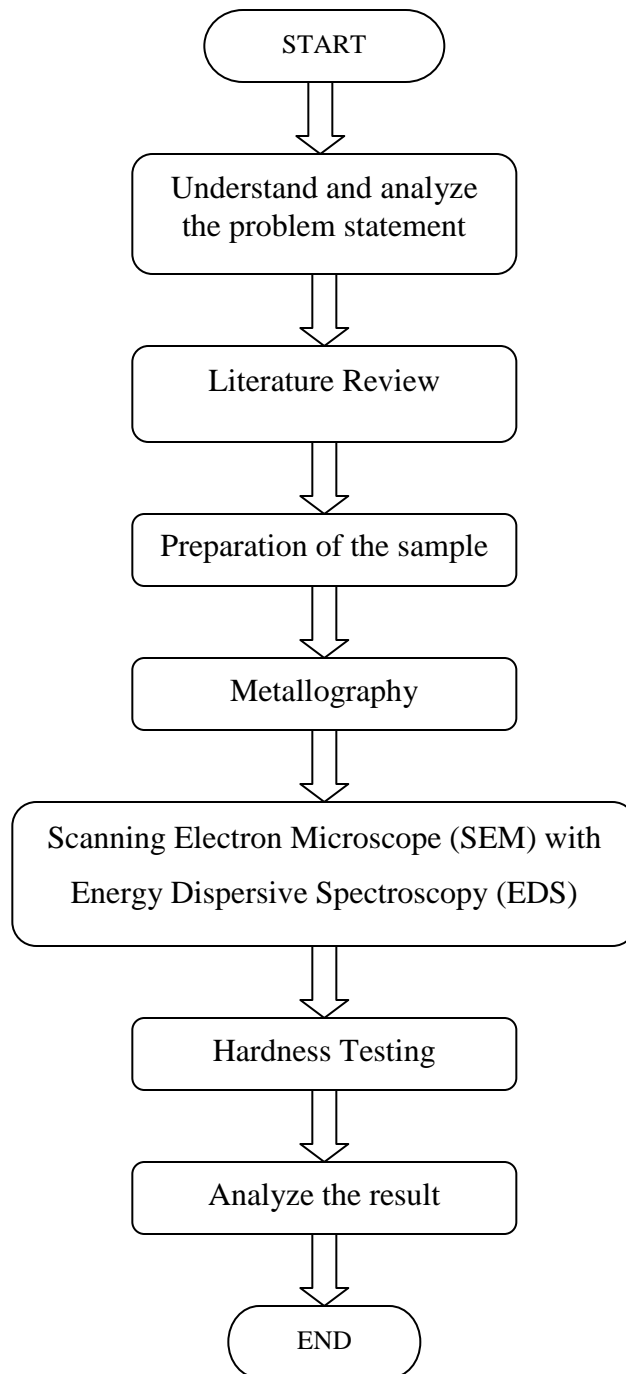 START
Understand and analyze
the problem statement
Literature Review
Preparation of the sample
Metallography
Scanning Electron Microscope (SEM) with
Energy Dispersive Spectroscopy (EDS)
Hardness Testing
Analyze the result
END